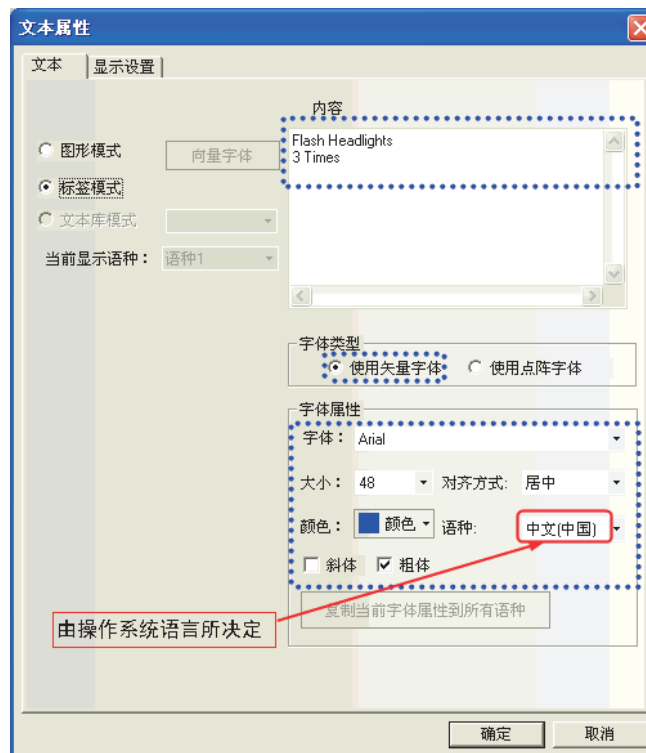 文本属性
文本 显示设置
内容
图形模式 向量字体
Flash Headlights
3 Times
标签模式
文本库模式
当前显示语种： 语种1
字体类型
使用矢量字体 使用点阵字体
字体属性
字体： Arial
大小： 48 对齐方式: 居中
颜色： 颜色 语种: 中文(中国)
斜体 粗体
复制当前字体属性到所有语种
由操作系统语言所决定
确定 取消